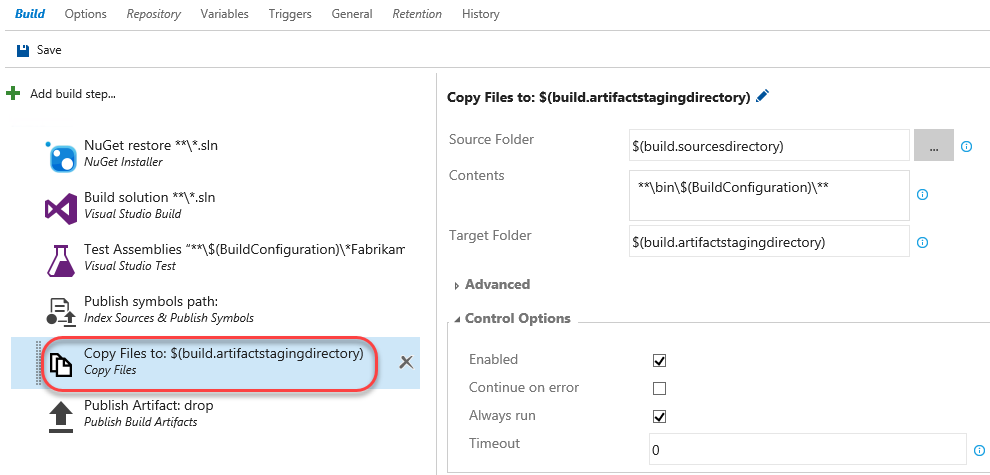 Build Options Repository Variables Triggers General Retention History
Save
Add build step...
NuGet restore **\*.sln
NuGet Installer
Build solution **\*.sln
Visual Studio Build
Test Assemblies “**\$(BuildConfiguration)\*Fabrikam
Visual Studio Test
Publish symbols path:
Index Sources & Publish Symbols
Copy Files to: $(build.artifactstagingdirectory)
Copy Files
Publish Artifact: drop
Publish Build Artifacts
Copy Files to: $(build.artifactstagingdirectory)
Source Folder $(build.sourcesdirectory) ...
Contents **\bin\$(BuildConfiguration)\**
Target Folder $(build.artifactstagingdirectory)
Advanced
Control Options
Enabled
Continue on error
Always run
Timeout 0